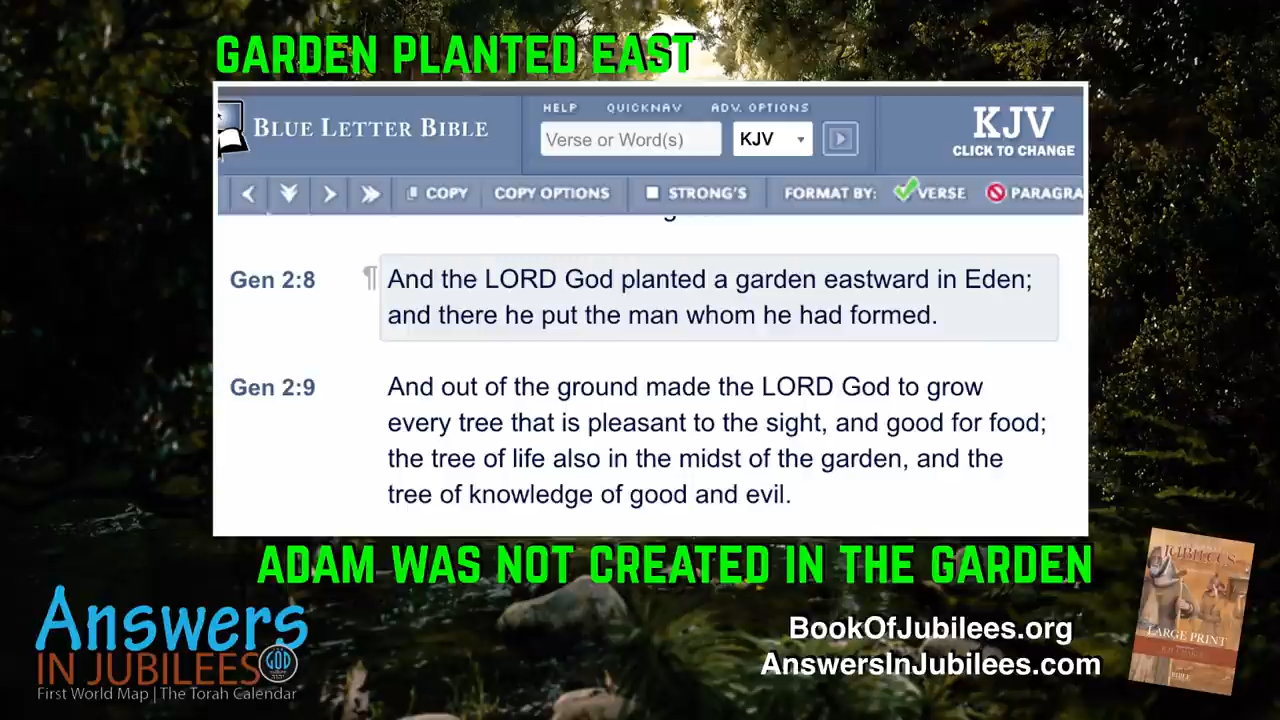 GARDEN PLANTED EAST
HELP QUICKNAV ADV. OPTIONS
BLUE LETTER BIBLE
Verse or Word(s) KJV
KJV
CLICK TO CHANGE
COPY COPY OPTIONS STRONG'S FORMAT BY: VERSE PARAGRA
Gen 2:8 ¶ And the LORD God planted a garden eastward in Eden;
and there he put the man whom he had formed.
Gen 2:9 And out of the ground made the LORD God to grow
every tree that is pleasant to the sight, and good for food;
the tree of life also in the midst of the garden, and the
tree of knowledge of good and evil.
ADAM WAS NOT CREATED IN THE GARDEN
Answers
IN JUBILEES
GOD
First World Map | The Torah Calendar
BookOfJubilees.org
AnswersInJubilees.com
JUBILEES
LARGE PRINT